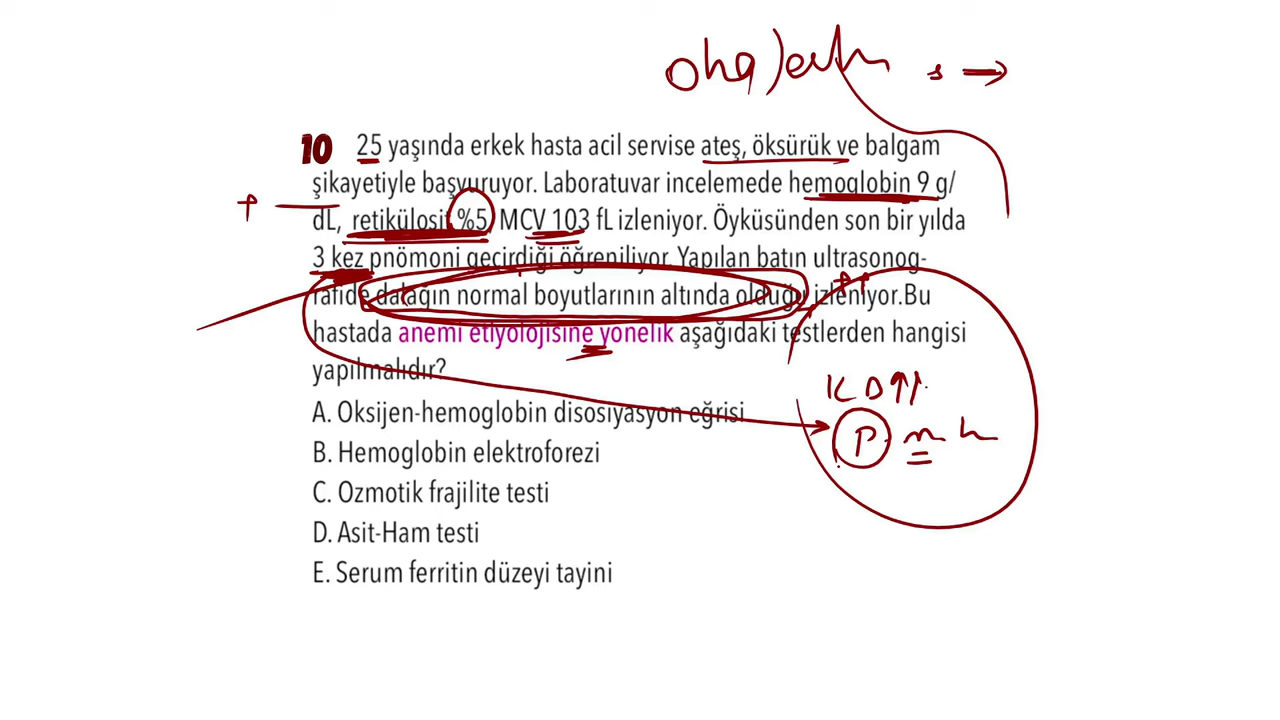 10 25 yaşında erkek hasta acil servise ateş, öksürük ve balgam
şikayetiyle başvuruyor. Laboratuvar incelemede hemoglobin 9 g/
dL, retikülosit %5, MCV 103 fL izleniyor. Öyküsünden son bir yılda
3 kez pnömoni geçirdiği öğreniliyor. Yapılan batın ultrasonog-
rafide dalağın normal boyutlarının altında olduğu izleniyor.Bu
hastada anemi etiyolojisine yönelik aşağıdaki testlerden hangisi
yapılmalıdır?
KD↑↑
A. Oksijen-hemoglobin disosiyasyon eğrisi
P
B. Hemoglobin elektroforezi
C. Ozmotik frajilite testi
D. Asit-Ham testi
E. Serum ferritin düzeyi tayini